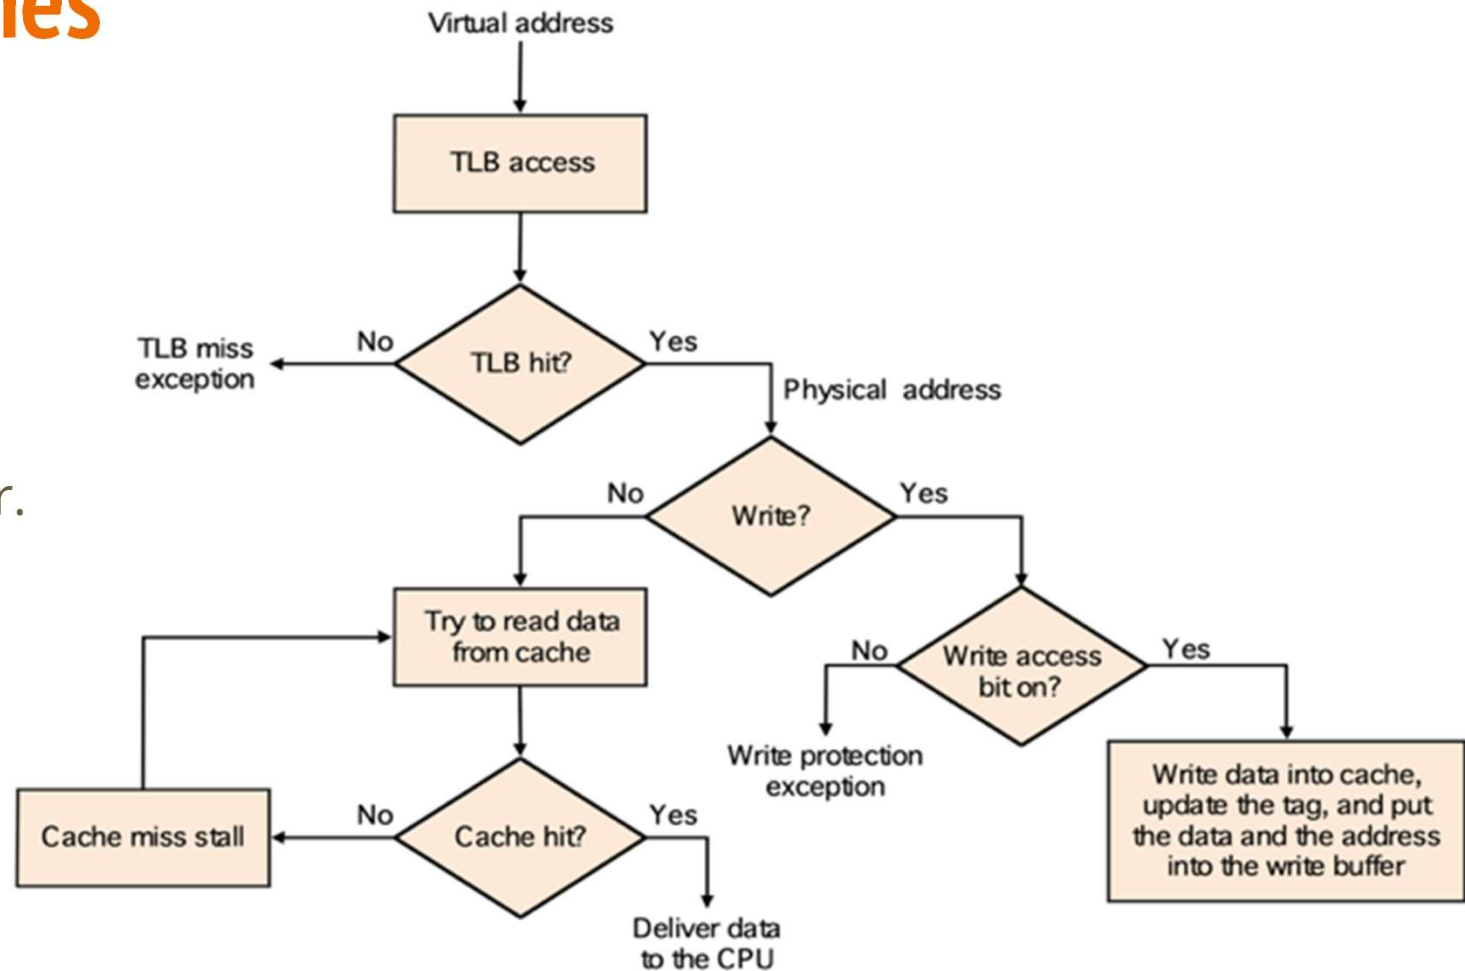 Virtual address
TLB access
TLB hit?
No
Yes
TLB miss
exception
Physical address
Write?
No
Yes
Try to read data
from cache
Write access
bit on?
No
Yes
Write protection
exception
Write data into cache,
update the tag, and put
the data and the address
into the write buffer
Cache hit?
No
Yes
Cache miss stall
Deliver data
to the CPU